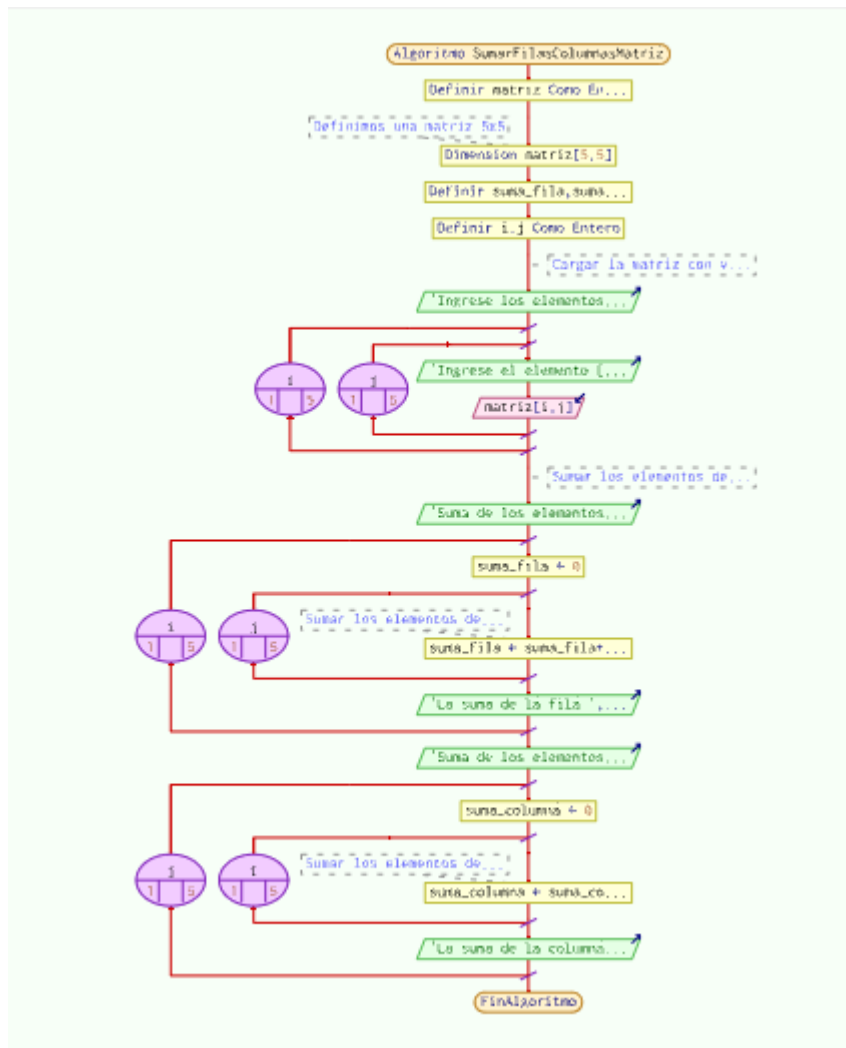 Algoritmo SumarFilasColumnasMatriz
Definir matriz Como En...
Definimos una matriz 5x5,
Dimension matriz[5,5]
Definir suma_fila,suma...
Definir i,j Como Entero
Cargar la matriz con v...
'Ingrese los elementos...
i
1 5
j
1 5
'Ingrese el elemento [...
matriz[i,j]
Sumar los elementos de...
'Suma de los elementos...
suma_fila ← 0
i
1 5
j
1 5
Sumar los elementos de...
suma_fila ← suma_fila+...
'La suma de la fila ',...
'Suma de los elementos...
suma_columna ← 0
j
1 5
i
1 5
Sumar los elementos de...
suma_columna ← suma_co...
'La suma de la columna...
FinAlgoritmo